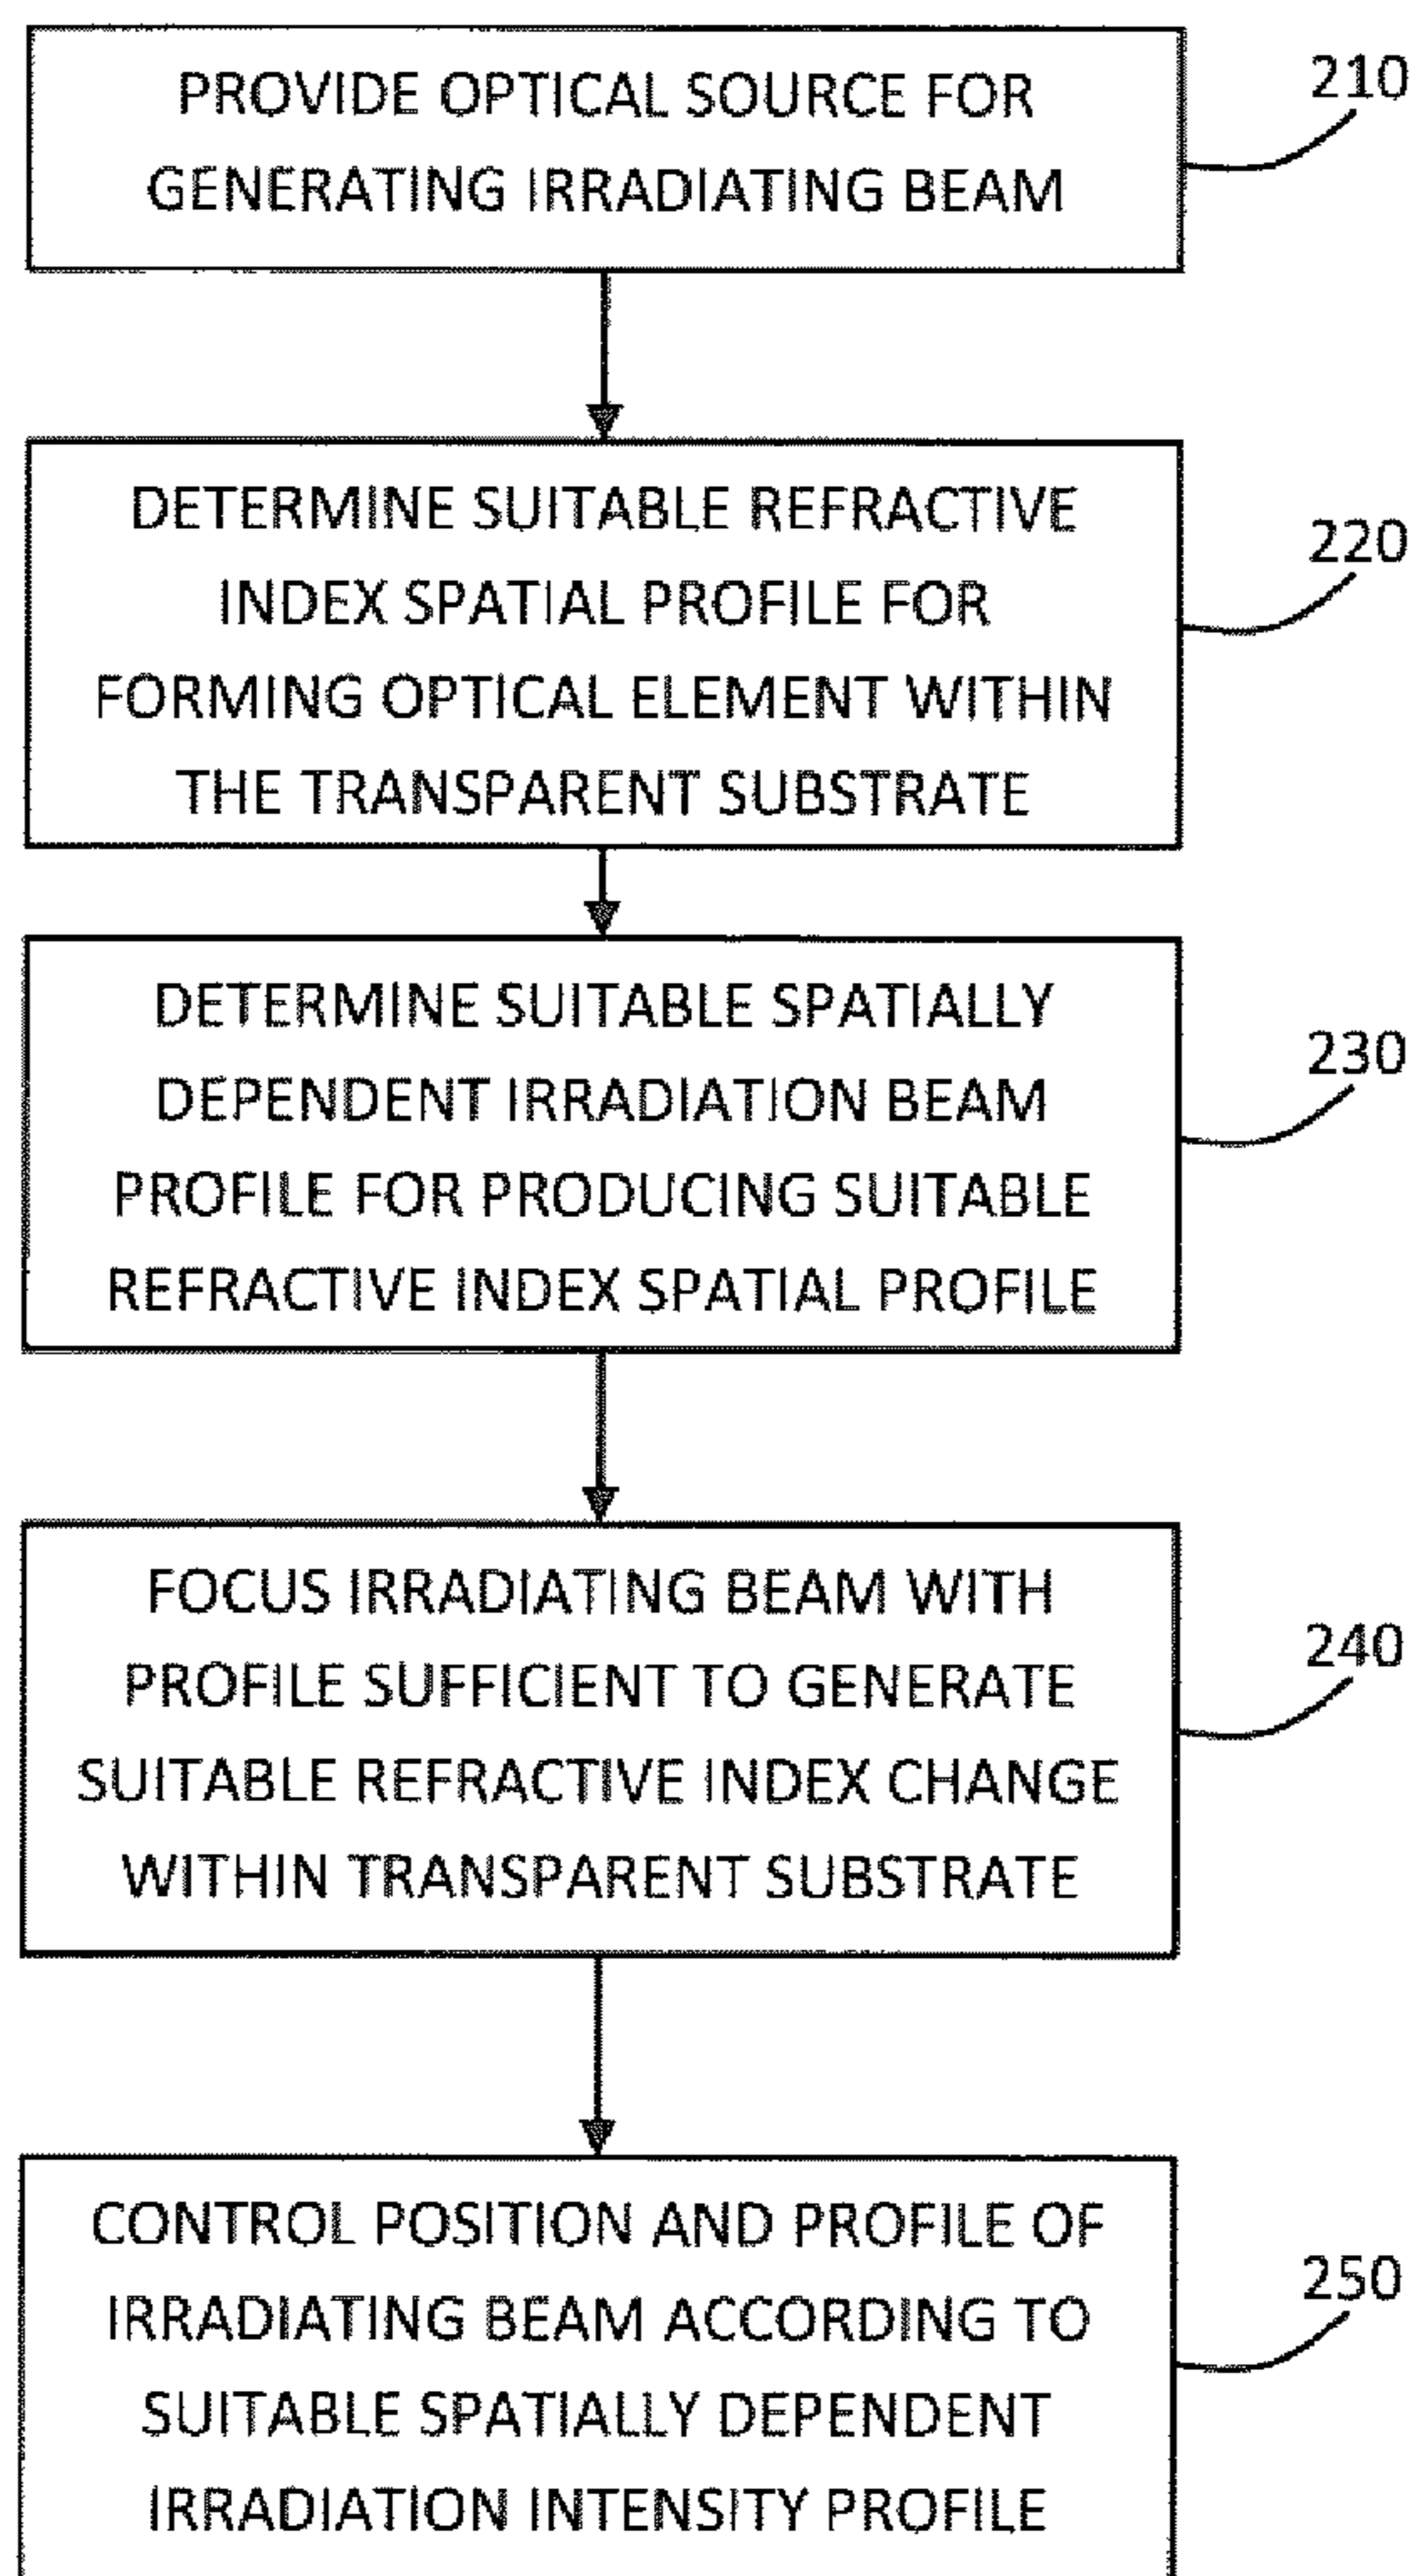 PROVIDE OPTICAL SOURCE FOR
GENERATING IRRADIATING BEAM
210
DETERMINE SUITABLE REFRACTIVE
INDEX SPATIAL PROFILE FOR
FORMING OPTICAL ELEMENT WITHIN
THE TRANSPARENT SUBSTRATE
220
DETERMINE SUITABLE SPATIALLY
DEPENDENT IRRADIATION BEAM
PROFILE FOR PRODUCING SUITABLE
REFRACTIVE INDEX SPATIAL PROFILE
230
FOCUS IRRADIATING BEAM WITH
PROFILE SUFFICIENT TO GENERATE
SUITABLE REFRACTIVE INDEX CHANGE
WITHIN TRANSPARENT SUBSTRATE
240
CONTROL POSITION AND PROFILE OF
IRRADIATING BEAM ACCORDING TO
SUITABLE SPATIALLY DEPENDENT
IRRADIATION INTENSITY PROFILE
250